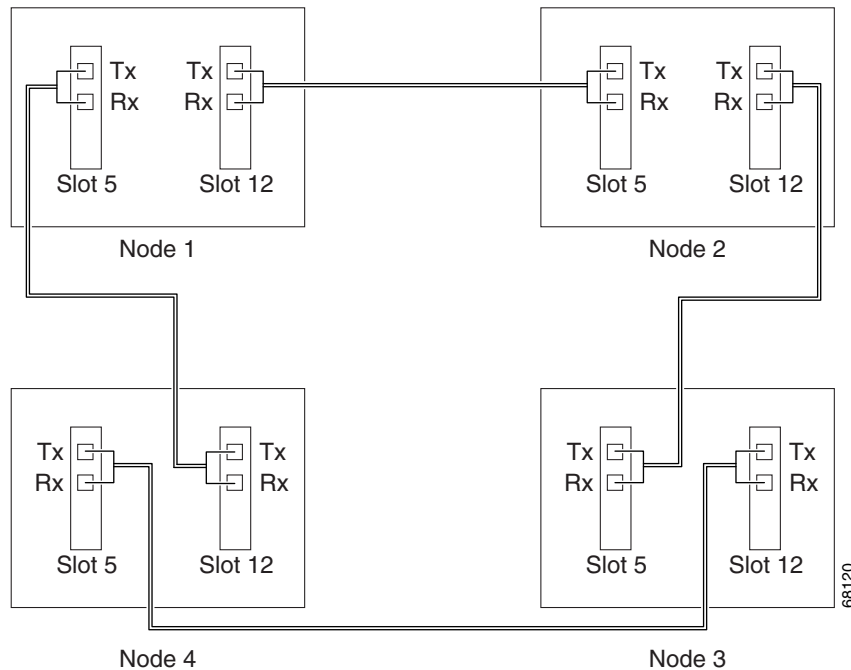 Tx Tx Tx Tx
Rx Rx Rx Rx
Slot 5 Slot 12 Slot 5 Slot 12
Node 1 Node 2
Tx Tx Tx Tx
Rx Rx Rx Rx
Slot 5 Slot 12 Slot 5 Slot 12
68120
Node 4 Node 3